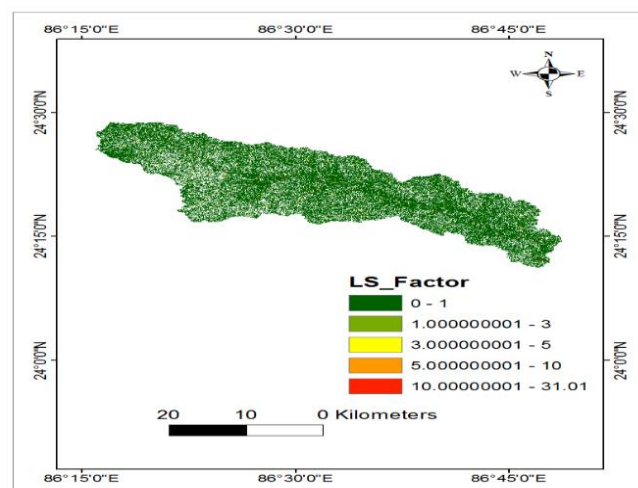 86°15'0"E 86°30'0"E 86°45'0"E
N
W E
S
24°30'0"N 24°30'0"N
24°15'0"N 24°15'0"N
LS_Factor
0 - 1
1.000000001 - 3
3.000000001 - 5
24°0'0"N 24°0'0"N
5.000000001 - 10
10.00000001 - 31.01
20 10 0 Kilometers
86°15'0"E 86°30'0"E 86°45'0"E